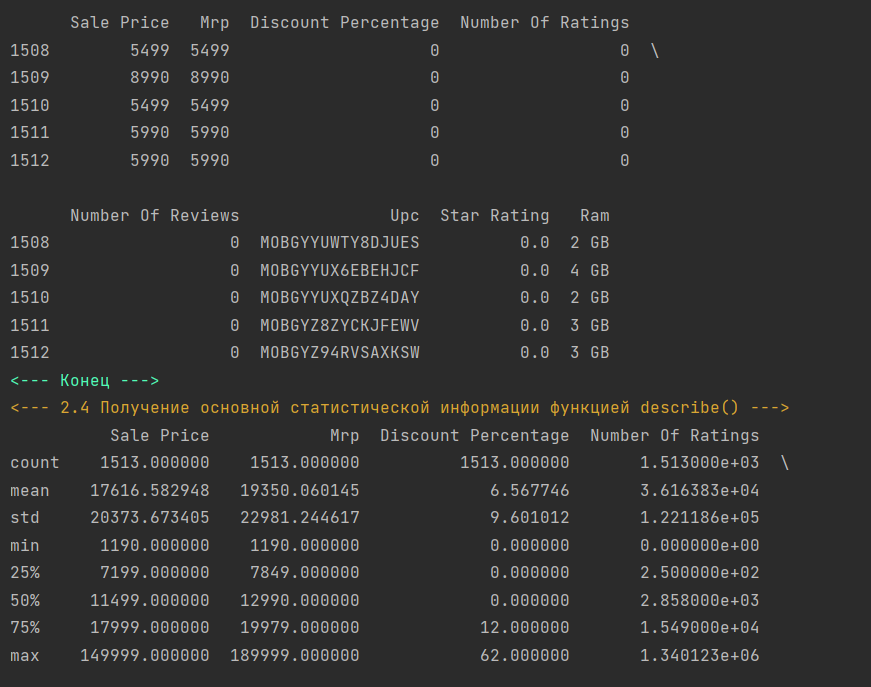 Sale Price Mrp Discount Percentage Number Of Ratings
1508 5499 5499 0 0 \
1509 8990 8990 0 0
1510 5499 5499 0 0
1511 5990 5990 0 0
1512 5990 5990 0 0
Number Of Reviews Upc Star Rating Ram
1508 0 MOBGYYUWTY8DJUES 0.0 2 GB
1509 0 MOBGYYUX6EBEHJCF 0.0 4 GB
1510 0 MOBGYYUXQZBZ4DAY 0.0 2 GB
1511 0 MOBGYZ8ZYCKJFEWV 0.0 3 GB
1512 0 MOBGYZ94RVSAXKSW 0.0 3 GB
<--- Конец --->
<--- 2.4 Получение основной статистической информации функцией describe() --->
Sale Price Mrp Discount Percentage Number Of Ratings
count 1513.000000 1513.000000 1513.000000 1.513000e+03 \
mean 17616.582948 19350.060145 6.567746 3.616383e+04
std 20373.673405 22981.244617 9.601012 1.221186e+05
min 1190.000000 1190.000000 0.000000 0.000000e+00
25% 7199.000000 7849.000000 0.000000 2.500000e+02
50% 11499.000000 12990.000000 0.000000 2.858000e+03
75% 17999.000000 19979.000000 12.000000 1.549000e+04
max 149999.000000 189999.000000 62.000000 1.340123e+06